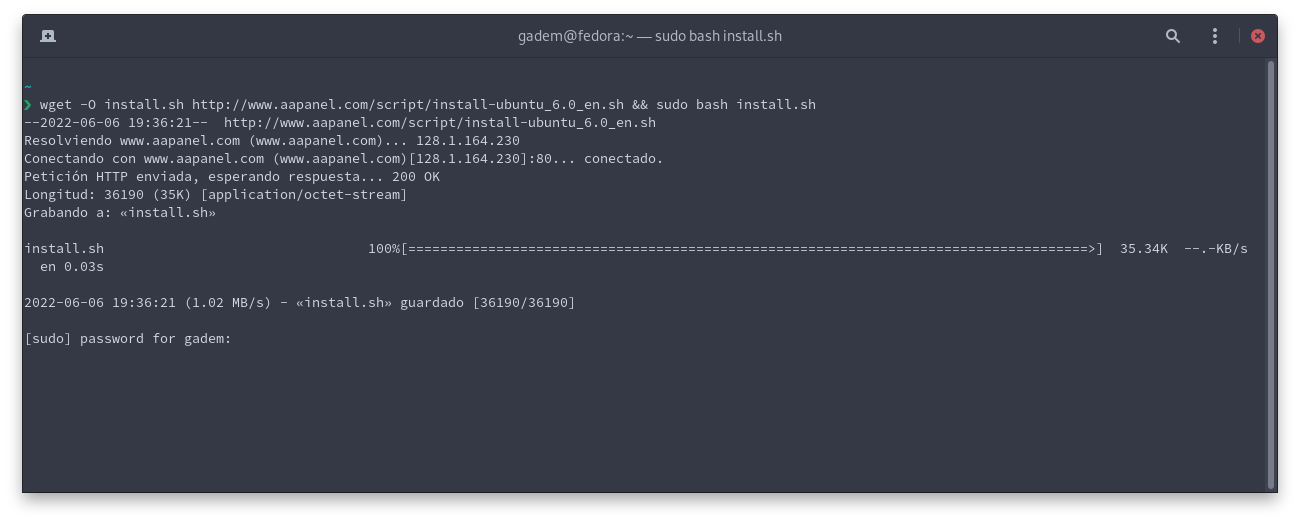 gadem@fedora:~ — sudo bash install.sh
~
❯ wget -O install.sh http://www.aapanel.com/script/install-ubuntu_6.0_en.sh && sudo bash install.sh
--2022-06-06 19:36:21--  http://www.aapanel.com/script/install-ubuntu_6.0_en.sh
Resolviendo www.aapanel.com (www.aapanel.com)... 128.1.164.230
Conectando con www.aapanel.com (www.aapanel.com)[128.1.164.230]:80... conectado.
Petición HTTP enviada, esperando respuesta... 200 OK
Longitud: 36190 (35K) [application/octet-stream]
Grabando a: «install.sh»
install.sh                                 100%[=====================================================================================>]  35.34K  --.-KB/s
  en 0.03s
2022-06-06 19:36:21 (1.02 MB/s) - «install.sh» guardado [36190/36190]
[sudo] password for gadem: